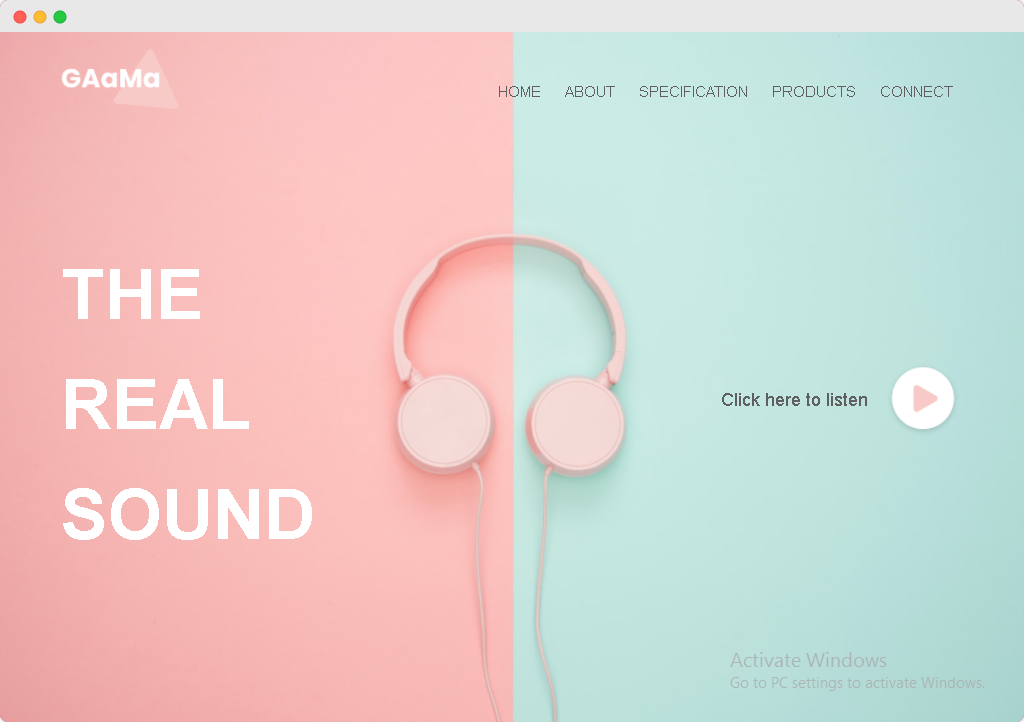 GAaMa
HOME ABOUT SPECIFICATION PRODUCTS CONNECT
THE
REAL
SOUND
Click here to listen
Activate Windows
Go to PC settings to activate Windows.